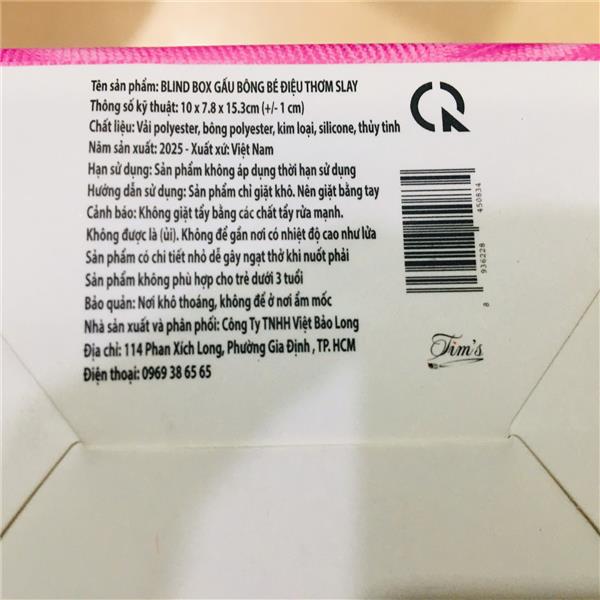 Tên sản phẩm: BLIND BOX GẤU BÔNG BÉ ĐIỆU THƠM SLAY
Thông số kỹ thuật: 10 x 7.8 x 15.3cm (+/- 1 cm)
Chất liệu: Vải polyester, bông polyester, kim loại, silicone, thủy tinh
Năm sản xuất: 2025 - Xuất xứ: Việt Nam
Hạn sử dụng: Sản phẩm không áp dụng thời hạn sử dụng
Hướng dẫn sử dụng: Sản phẩm chỉ giặt khô. Nên giặt bằng tay
Cảnh báo: Không giặt tẩy bằng các chất tẩy rửa mạnh.
Không được là (ủi). Không để gần nơi có nhiệt độ cao như lửa
Sản phẩm có chi tiết nhỏ dễ gây ngạt thở khi nuốt phải
Sản phẩm không phù hợp cho trẻ dưới 3 tuổi
Bảo quản: Nơi khô thoáng, không để ở nơi ẩm mốc
Nhà sản xuất và phân phối: Công Ty TNHH Việt Bảo Long
Địa chỉ: 114 Phan Xích Long, Phường Gia Định , TP. HCM
Điện thoại: 0969 38 65 65
CR
8 936228 450834
Tim's